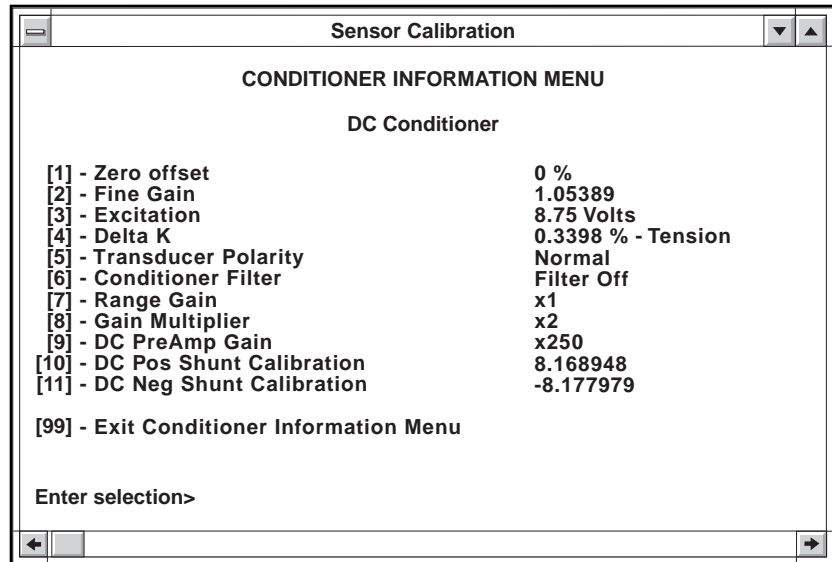 Sensor Calibration
CONDITIONER INFORMATION MENU
DC Conditioner
[1] - Zero offset 0 %
[2] - Fine Gain 1.05389
[3] - Excitation 8.75 Volts
[4] - Delta K 0.3398 % - Tension
[5] - Transducer Polarity Normal
[6] - Conditioner Filter Filter Off
[7] - Range Gain x1
[8] - Gain Multiplier x2
[9] - DC PreAmp Gain x250
[10] - DC Pos Shunt Calibration 8.168948
[11] - DC Neg Shunt Calibration -8.177979
[99] - Exit Conditioner Information Menu
Enter selection>